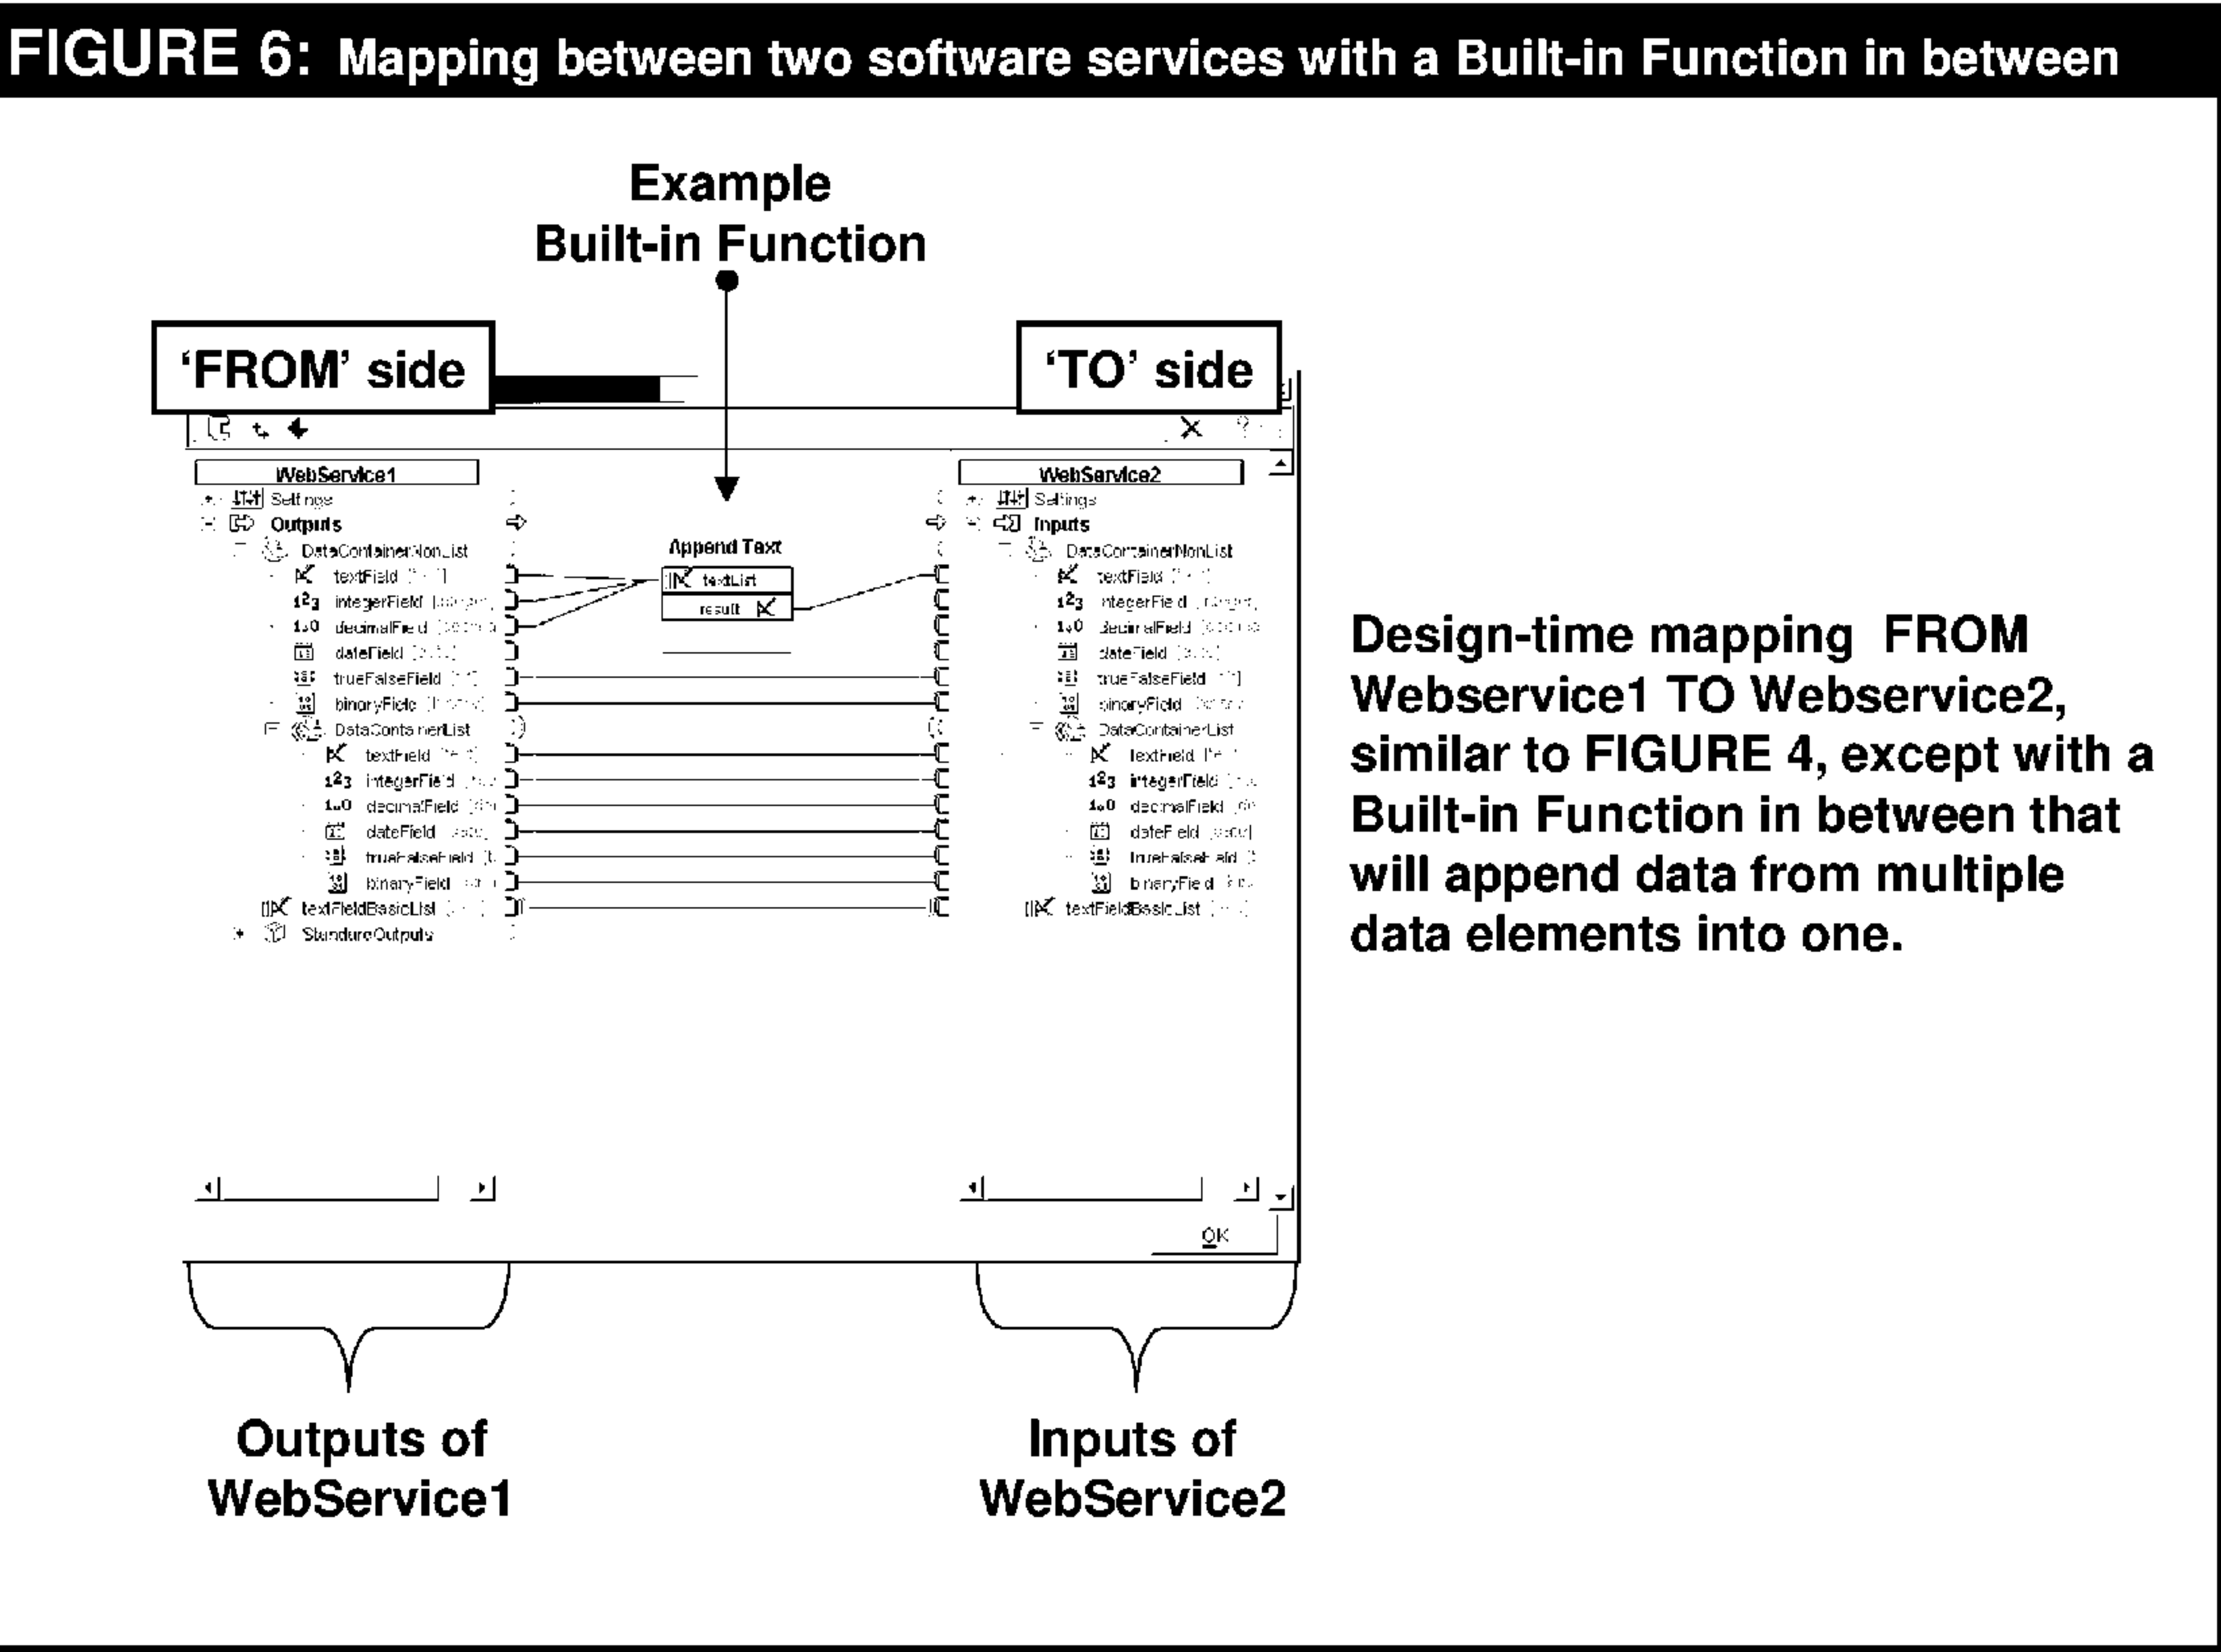 FIGURE 6: Mapping between two software services with a Built-in Function in between
Example
Built-in Function
‘FROM’ side
‘TO’ side
WebService1
Settings
Outputs
DataContainerNonList
textField
integerField
decimalField
dateField
trueFalseField
binaryField
DataContainerList
textField
integerField
decimalField
dateField
trueFalseField
binaryField
textFieldBasicList
Append Text
textList
result
WebService2
Settings
Inputs
DataContainerNonList
textField
integerField
decimalField
dateField
trueFalseField
binaryField
DataContainerList
textField
integerField
decimalField
dateField
trueFalseField
binaryField
textFieldBasicList
OK
Design-time mapping FROM
Webservice1 TO Webservice2,
similar to FIGURE 4, except with a
Built-in Function in between that
will append data from multiple
data elements into one.
Outputs of
WebService1
Inputs of
WebService2